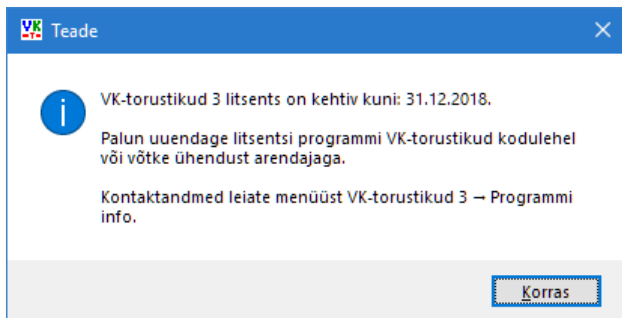 VK
-T-
Teade
VK-torustikud 3 litsents on kehtiv kuni: 31.12.2018.
Palun uuendage litsentsi programmi VK-torustikud kodulehel
või võtke ühendust arendajaga.
Kontaktandmed leiate menüüst VK-torustikud 3 → Programmi
info.
Korras